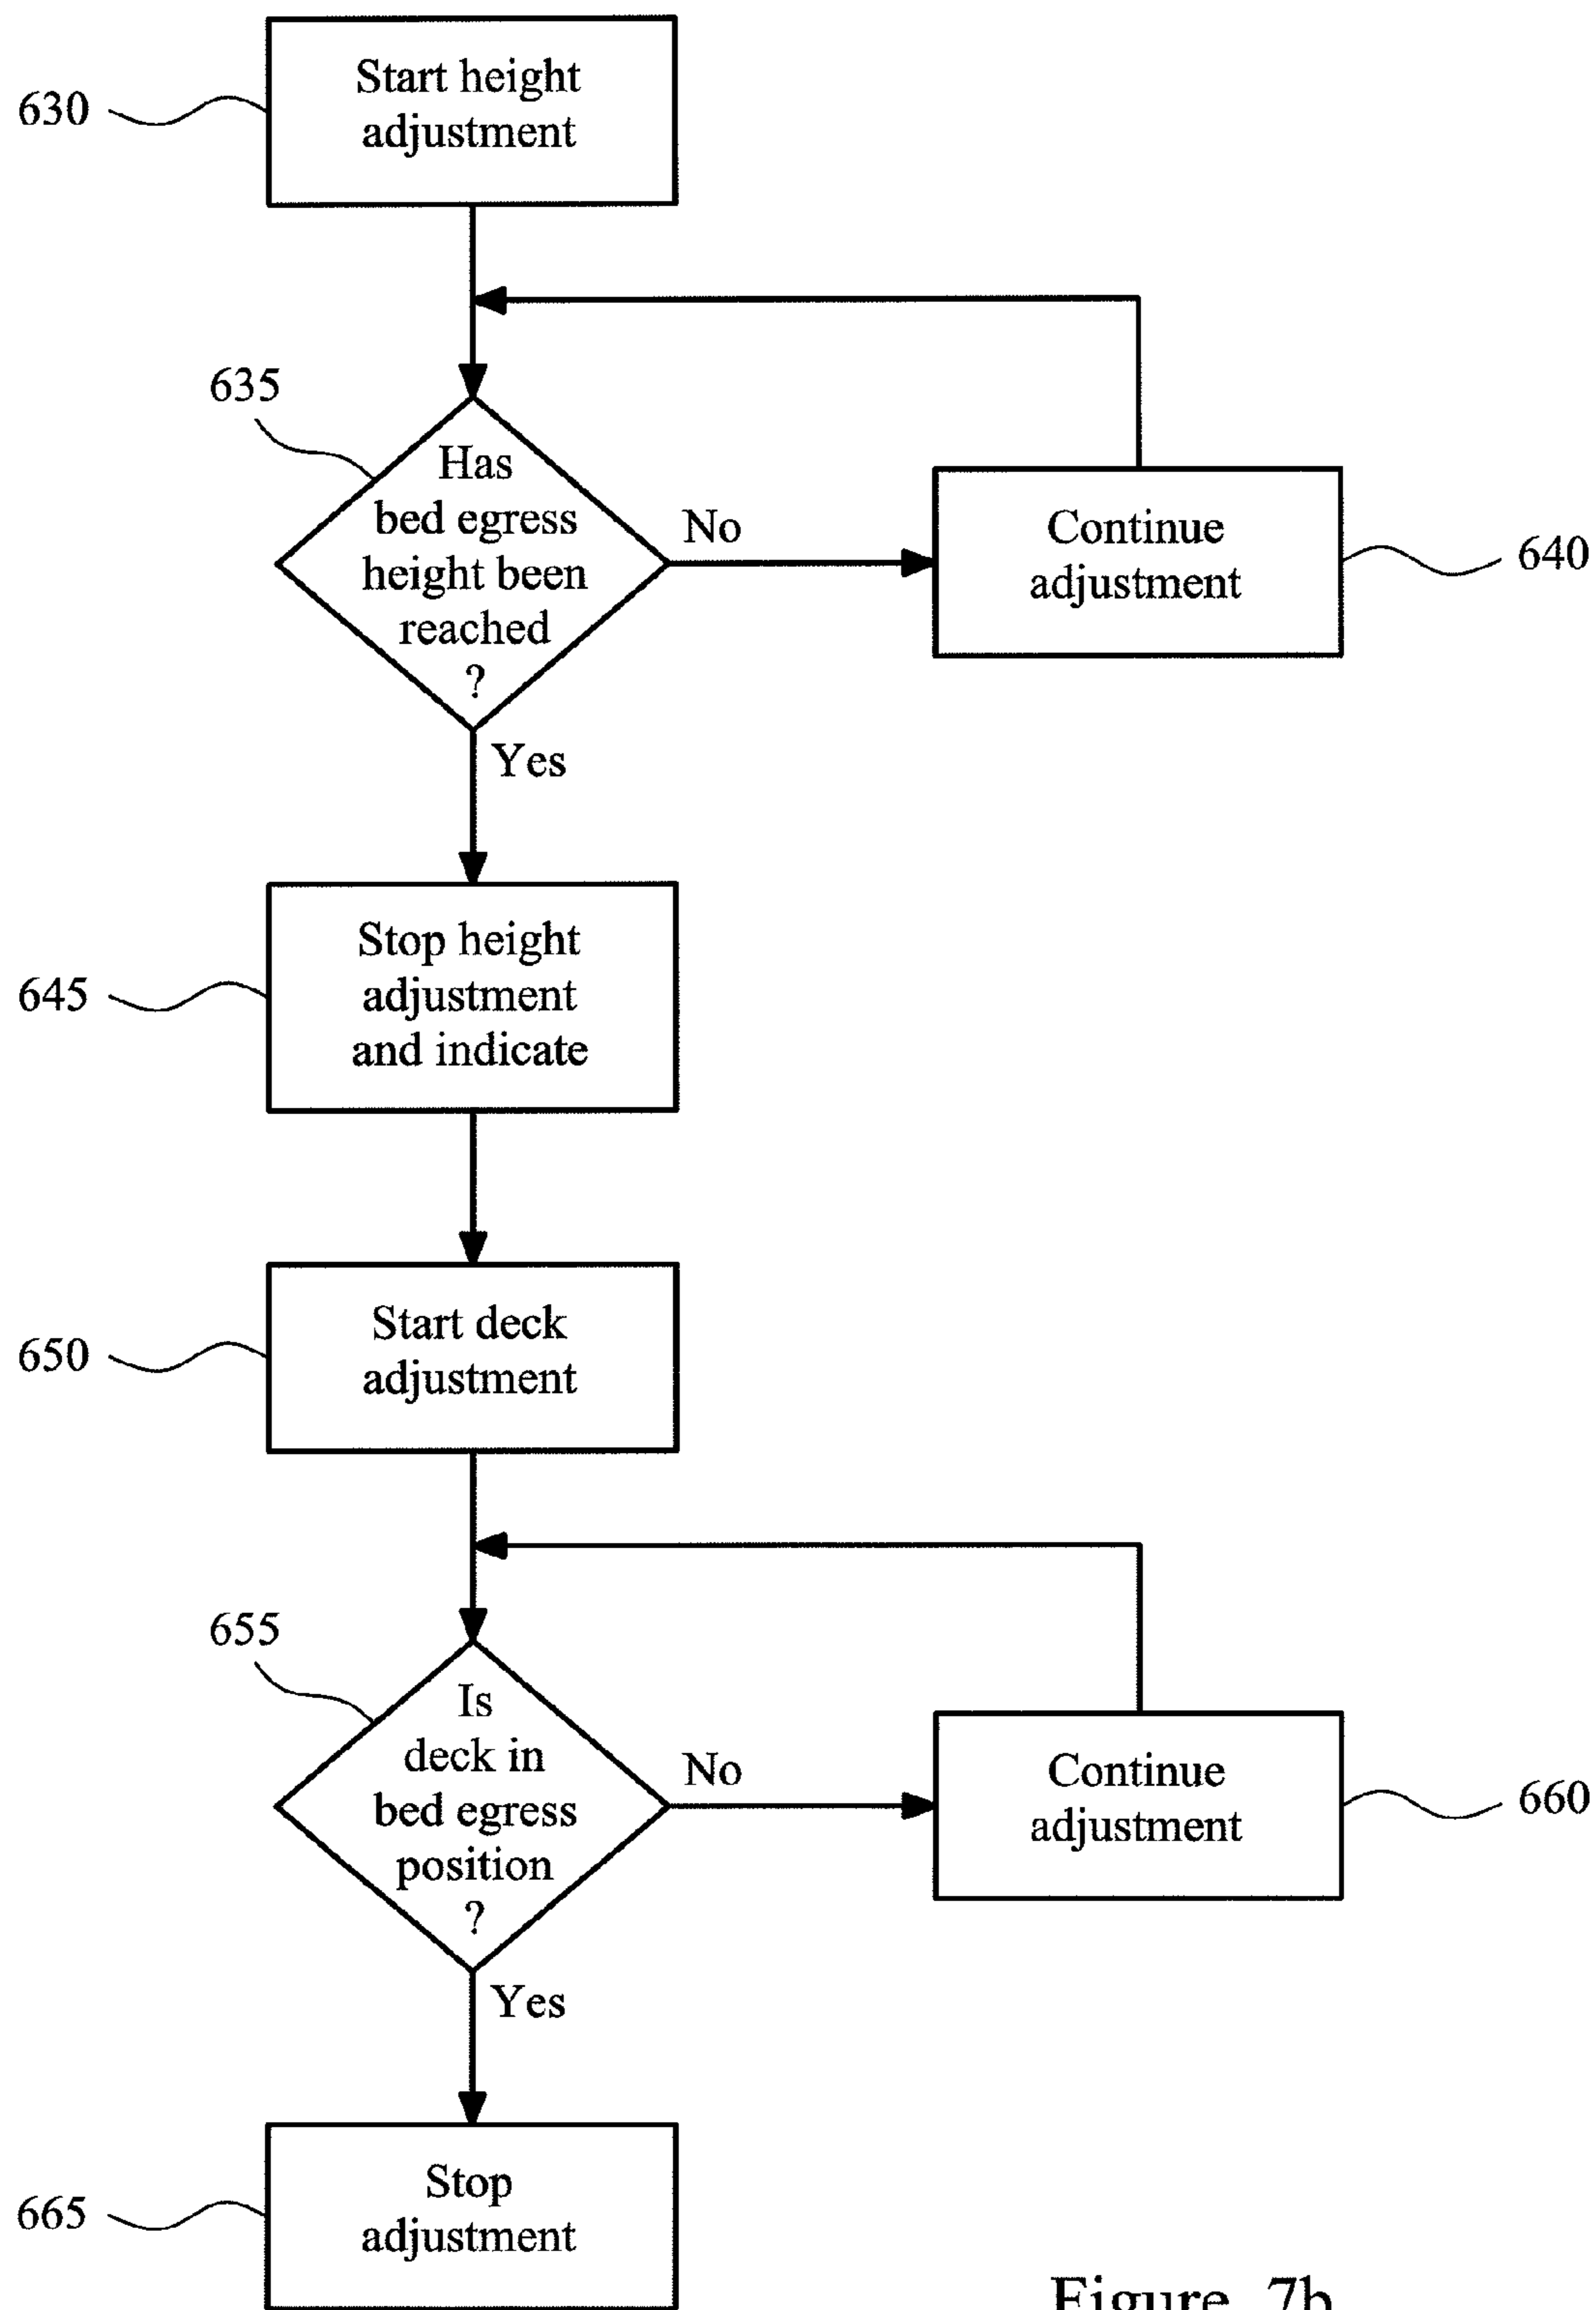 Start height
adjustment
630
635
Has
bed egress
height been
reached
?
No
Continue
adjustment
640
Yes
Stop height
adjustment
and indicate
645
Start deck
adjustment
650
655
Is
deck in
bed egress
position
?
No
Continue
adjustment
660
Yes
Stop
adjustment
665
Figure 7b